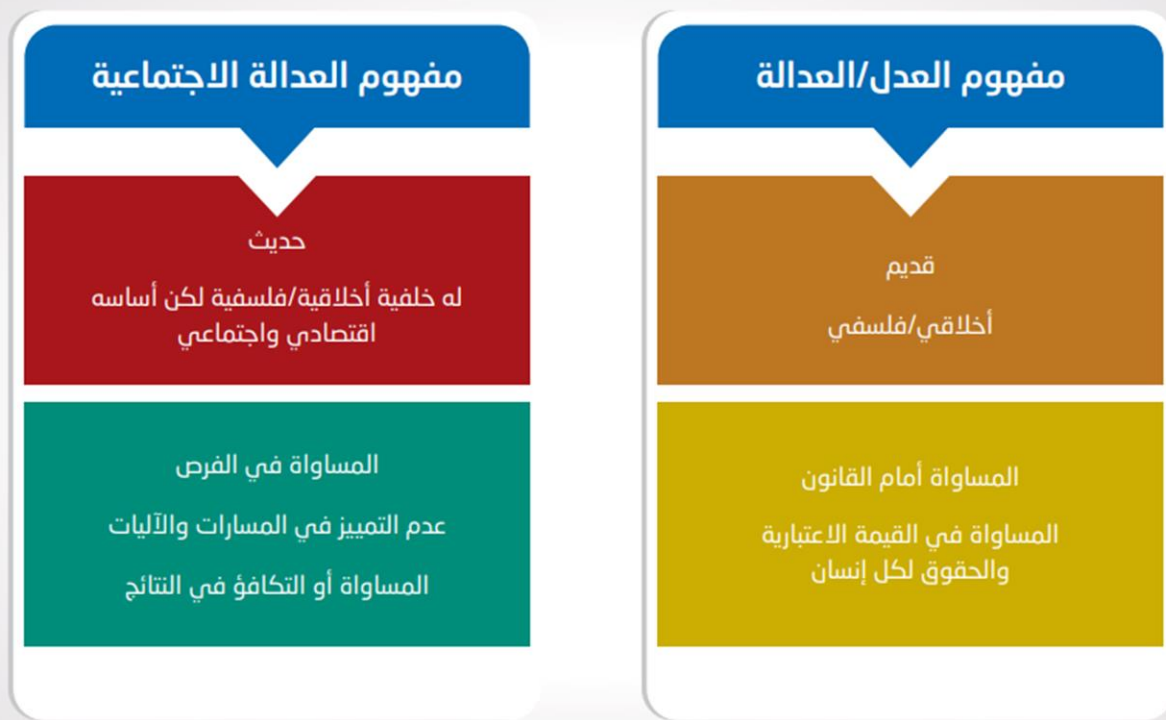 مفهوم العدل/العدالة
قديم
أخلاقي/فلسفي
المساواة أمام القانون
المساواة في القيمة الاعتبارية
والحقوق لكل إنسان
مفهوم العدالة الاجتماعية
حديث
له خلفية أخلاقية/فلسفية لكن أساسه
اقتصادي واجتماعي
المساواة في الفرص
عدم التمييز في المسارات والآليات
المساواة أو التكافؤ في النتائج